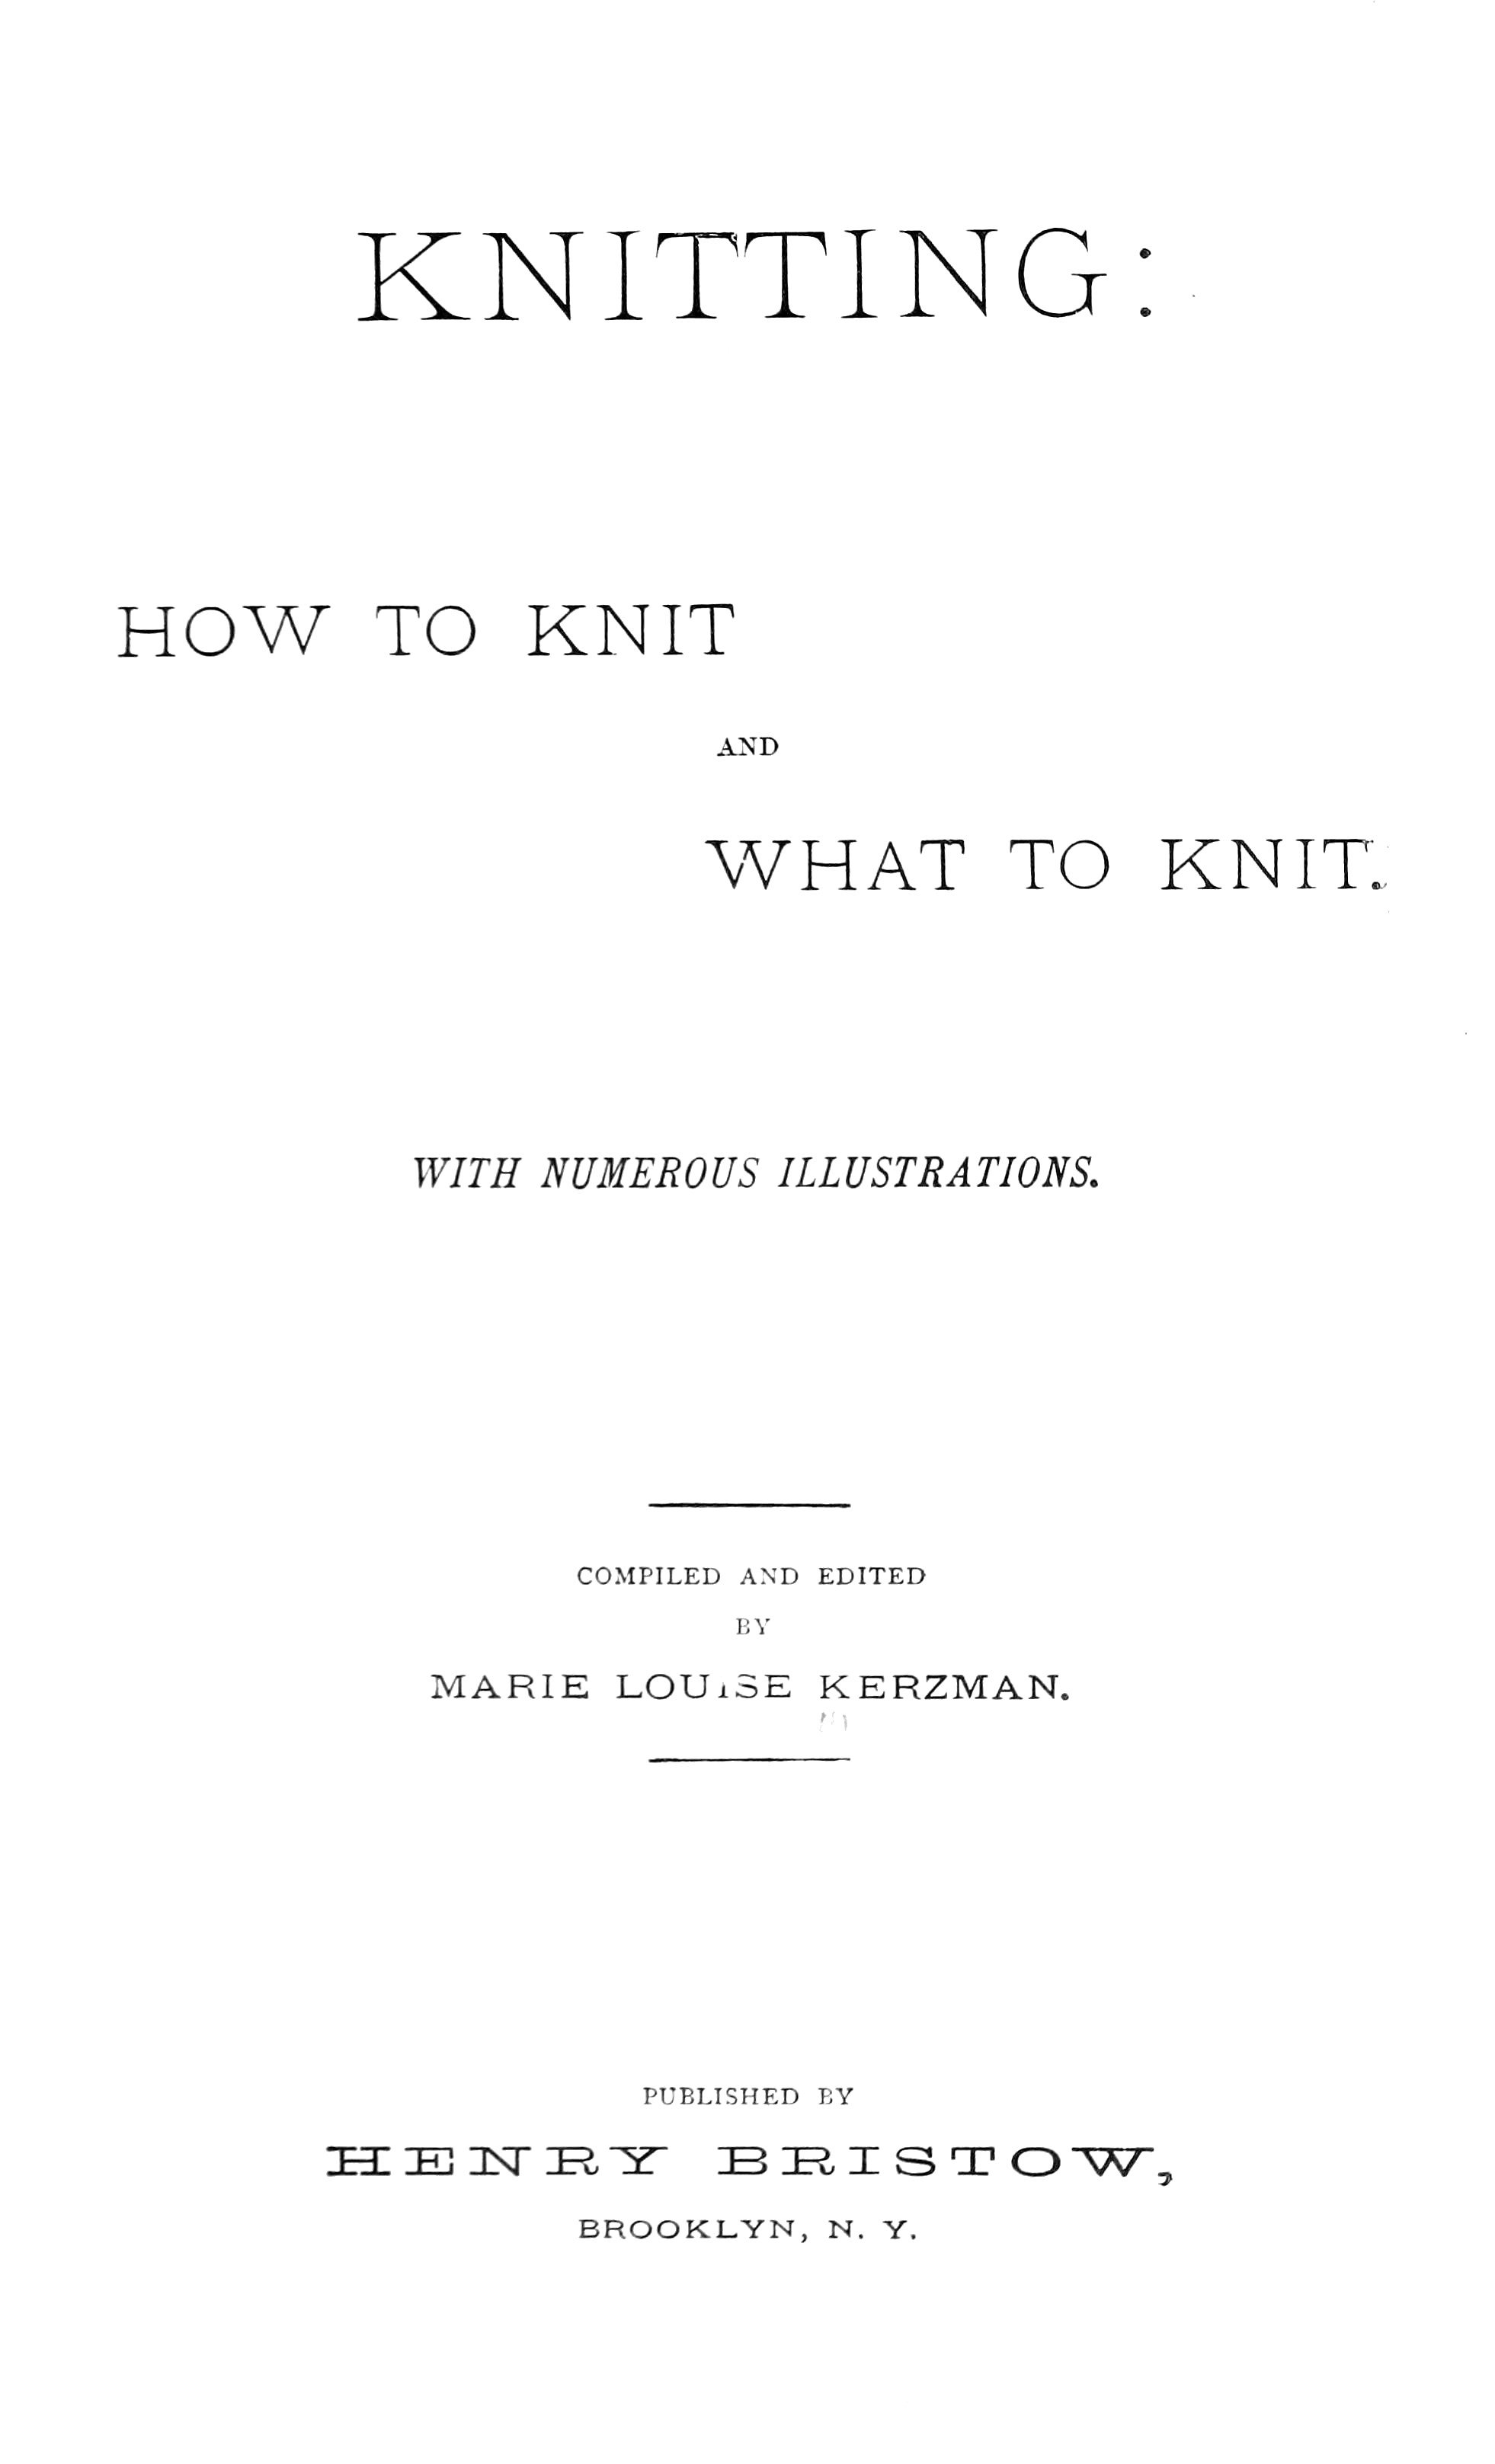 KNITTING:
HOW TO KNIT
AND
WHAT TO KNIT.
WITH NUMEROUS ILLUSTRATIONS.
COMPILED AND EDITED
BY
MARIE LOUISE KERZMAN.
PUBLISHED BY
HENRY BRISTOW,
BROOKLYN, N. Y.